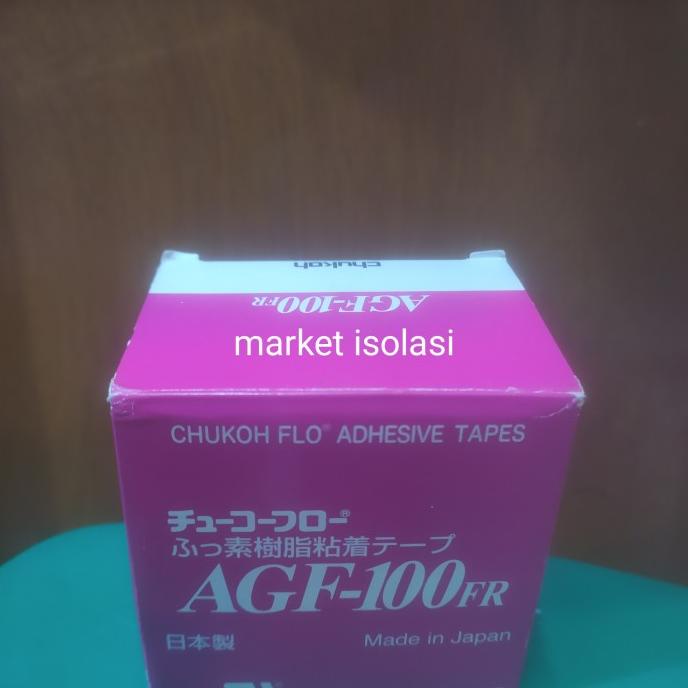 chukoh
AGF-100FR
market isolasi
CHUKOH FLO® ADHESIVE TAPES
チューコーフロー®
ふっ素樹脂粘着テープ
AGF-100FR
日本製
Made in Japan